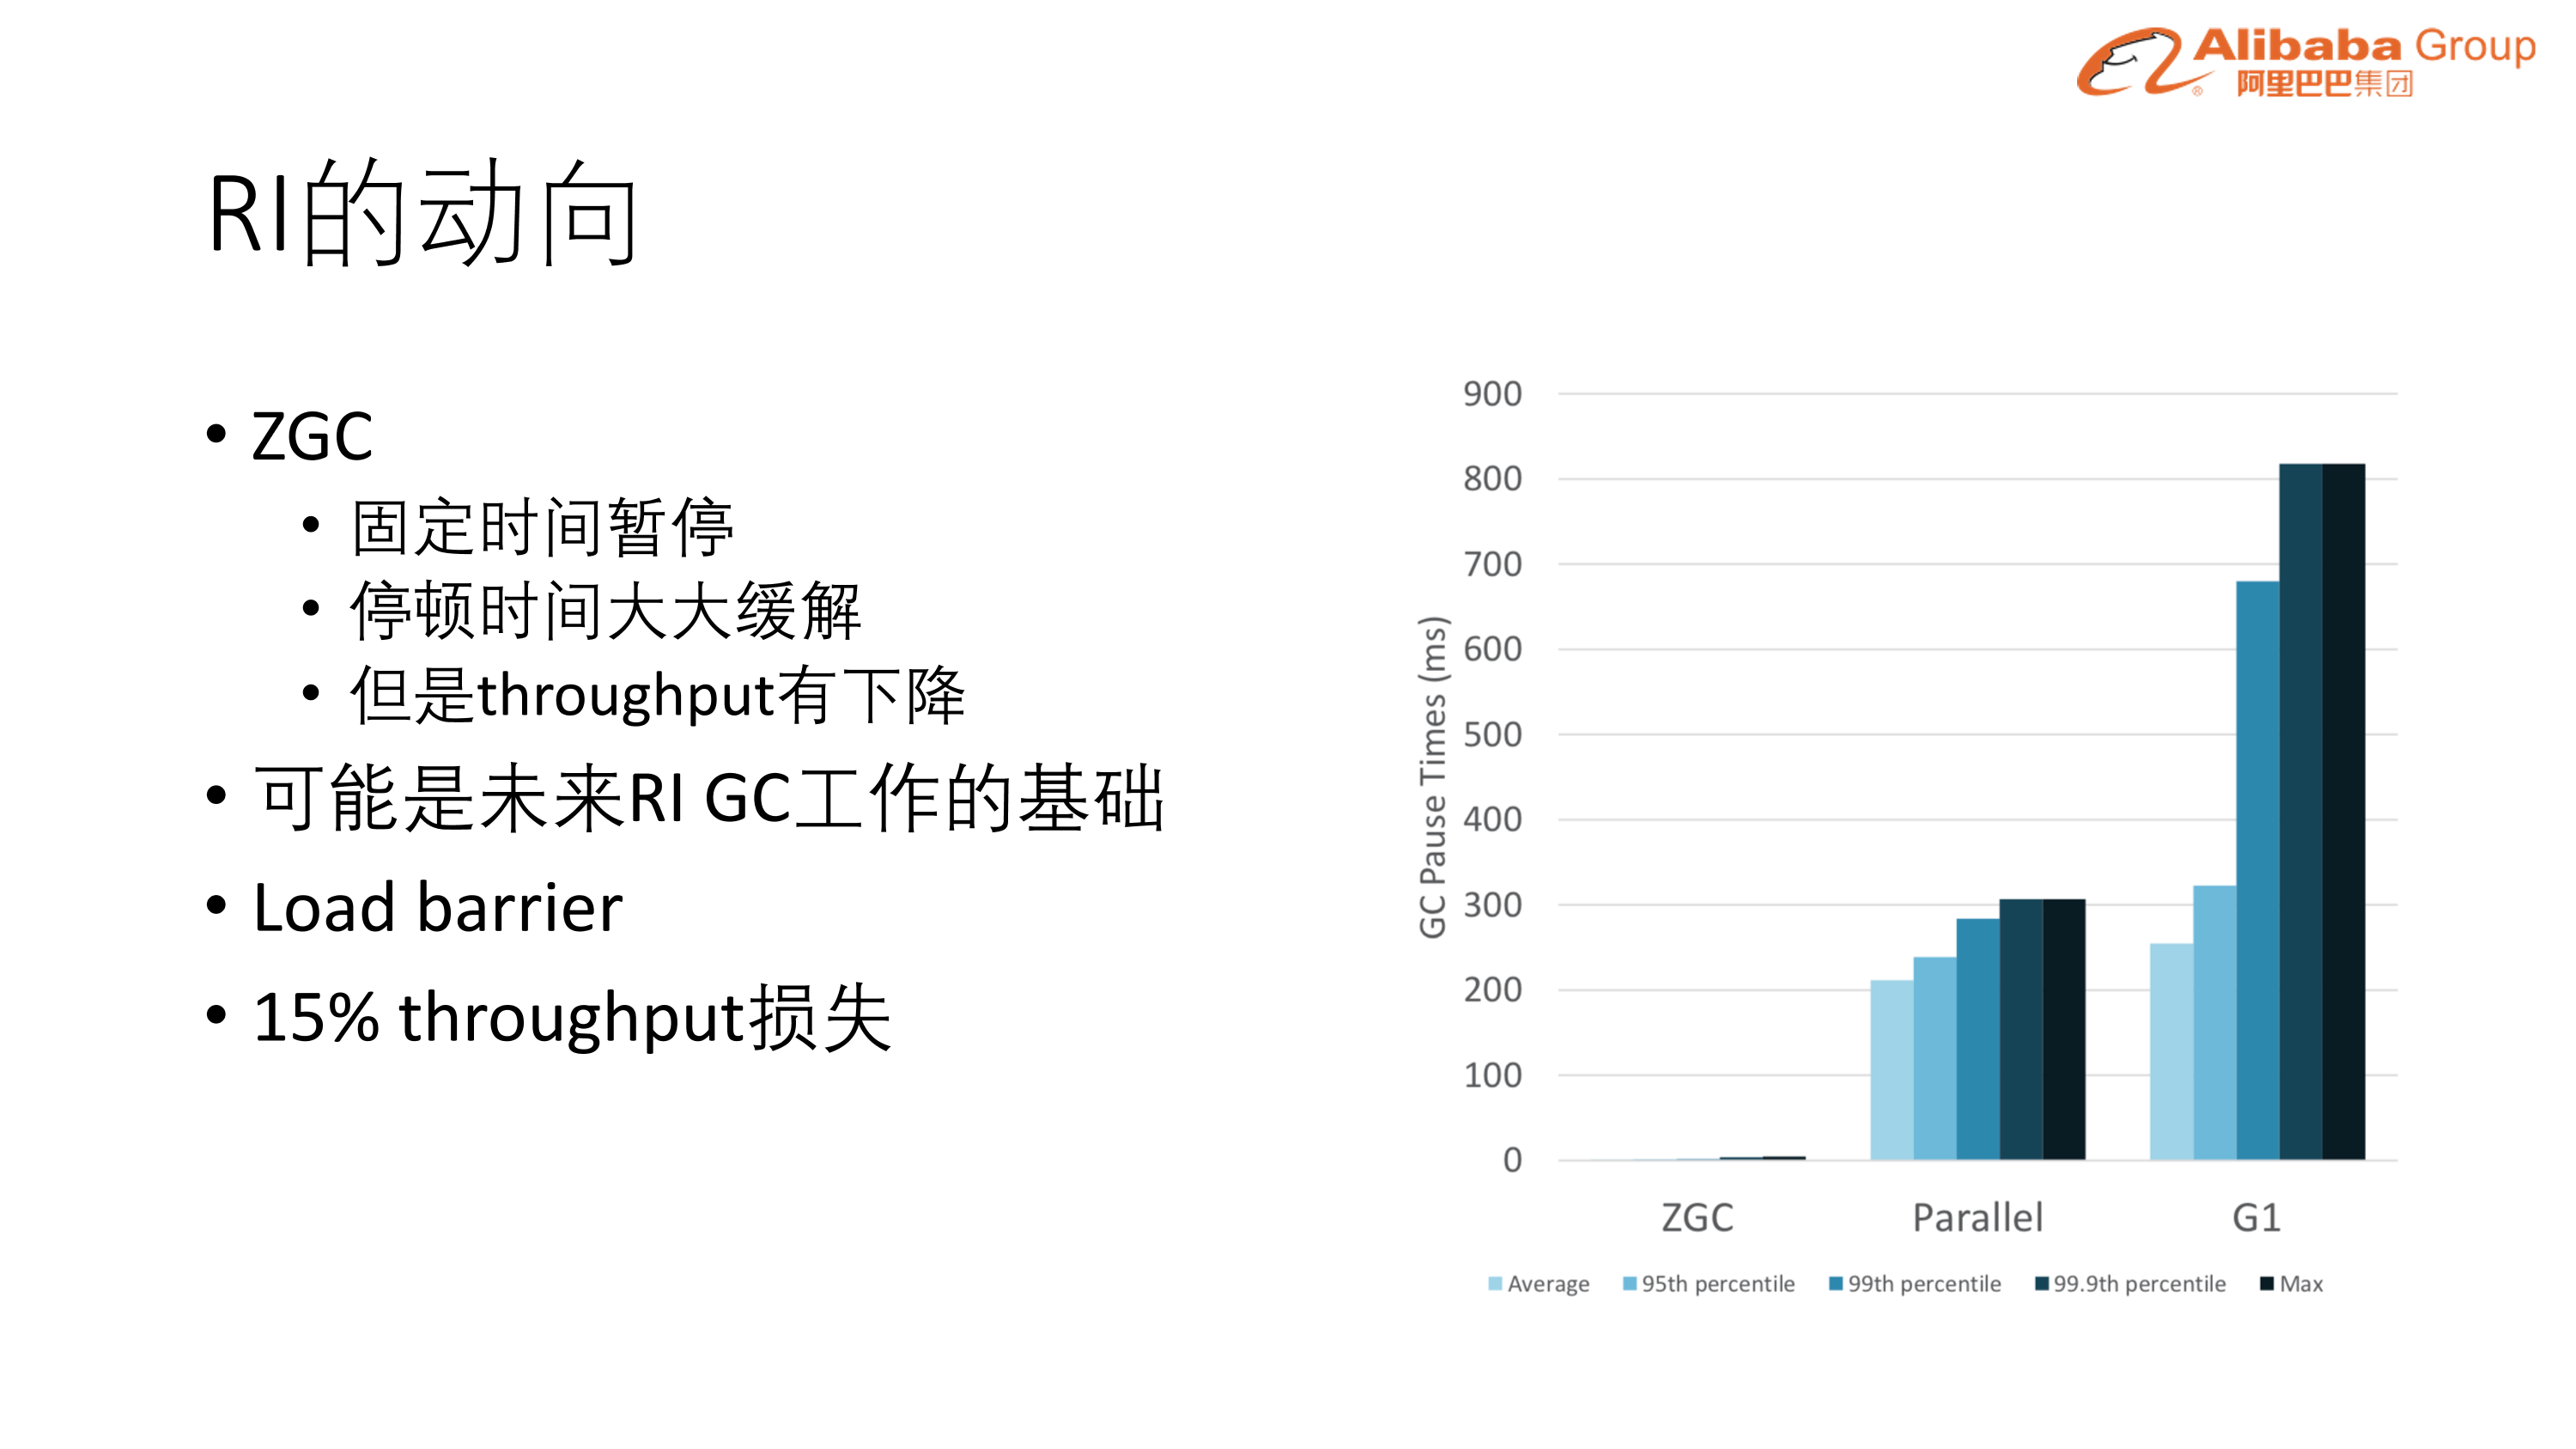 Alibaba Group
阿里巴巴集团
RI的动向
• ZGC
• 固定时间暂停
• 停顿时间大大缓解
• 但是throughput有下降
• 可能是未来RI GC工作的基础
• Load barrier
• 15% throughput损失
GC Pause Times (ms)
900
800
700
600
500
400
300
200
100
0
ZGC Parallel G1
Average 95th percentile 99th percentile 99.9th percentile Max